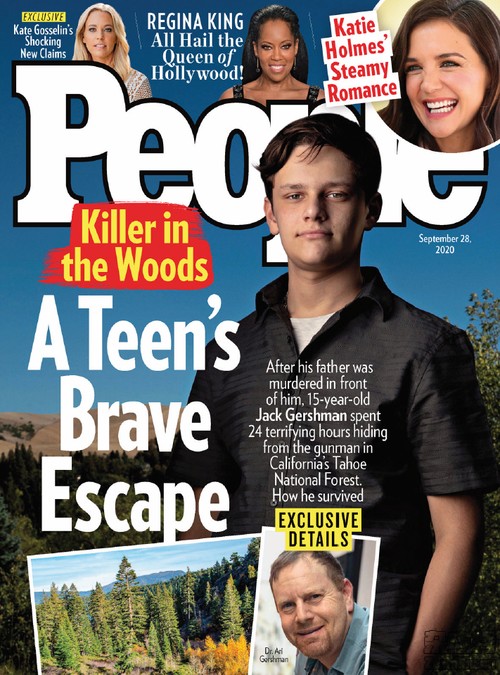 EXCLUSIVE
Kate Gosselin's
Shocking
New Claims
REGINA KING
All Hail the
Queen of
Hollywood!
Katie
Holmes'
Steamy
Romance
People
September 28,
2020
Killer in
the Woods
A Teen's
Brave
Escape
After his father was
murdered in front
of him, 15-year-old
Jack Gershman spent
24 terrifying hours hiding
from the gunman in
California's Tahoe
National Forest.
How he survived
EXCLUSIVE
DETAILS
Dr. Ari
Gershman